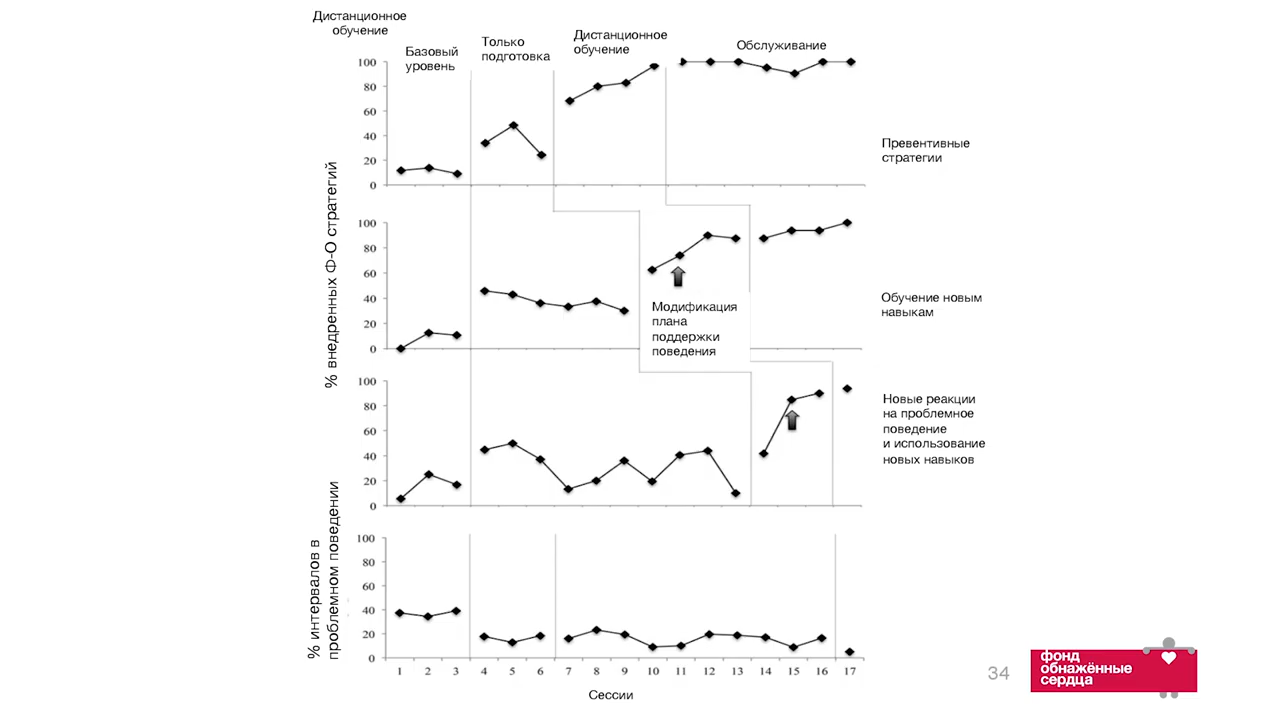 Дистанционное
обучение
Базовый
уровень
Только
подготовка
Дистанционное
обучение
Обслуживание
% внедренных Ф-О стратегий
100
80
60
40
20
0
Превентивные
стратегии
100
80
60
40
20
0
Модификация
плана
поддержки
поведения
Обучение новым
навыкам
100
80
60
40
20
0
Новые реакции
на проблемное
поведение
и использование
новых навыков
% интервалов в
проблемном поведении
100
80
60
40
20
0
1 2 3 4 5 6 7 8 9 10 11 12 13 14 15 16 17
Сессии
34
фонд
обнажённые
сердца